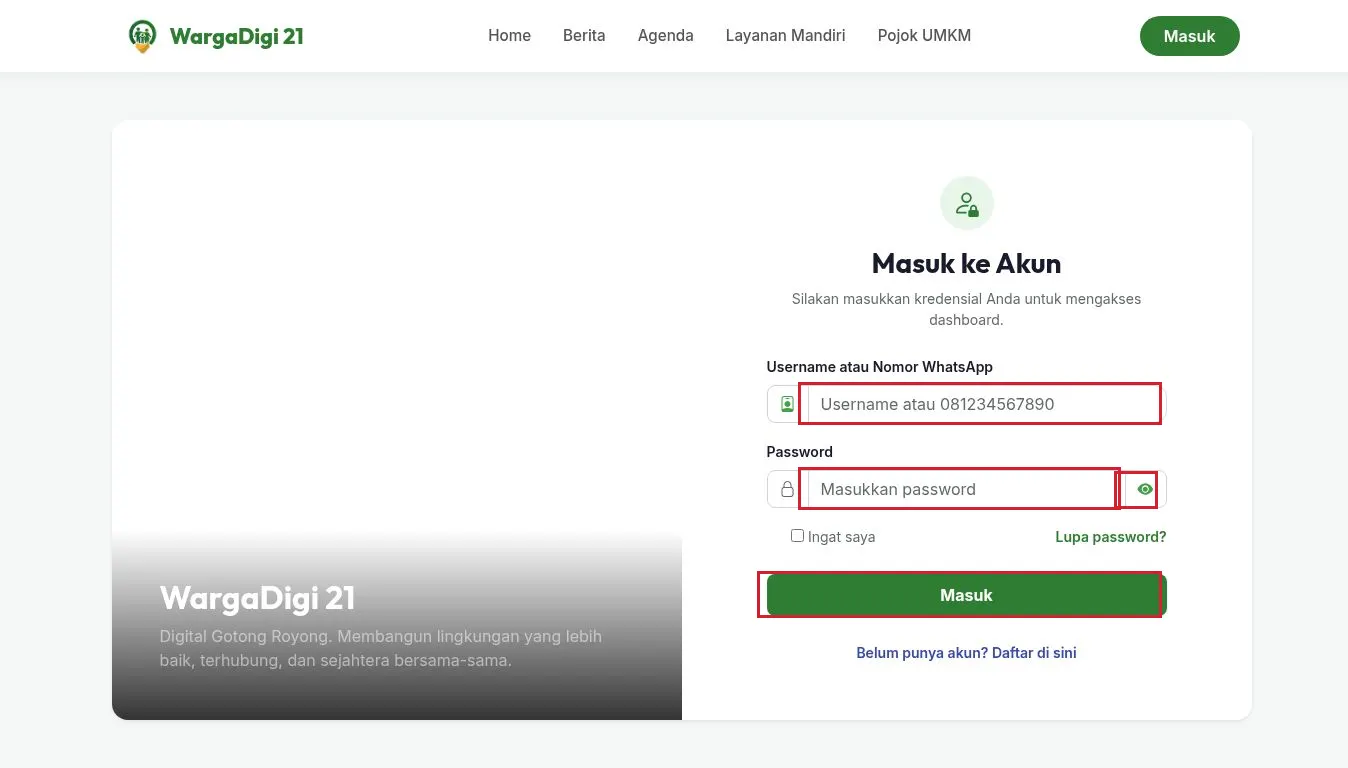 WargaDigi 21
Home
Berita
Agenda
Layanan Mandiri
Pojok UMKM
Masuk
WargaDigi 21
Digital Gotong Royong. Membangun lingkungan yang lebih
baik, terhubung, dan sejahtera bersama-sama.
Masuk ke Akun
Silakan masukkan kredensial Anda untuk mengakses
dashboard.
Username atau Nomor WhatsApp
Username atau 081234567890
Password
Masukkan password
Ingat saya
Lupa password?
Masuk
Belum punya akun? Daftar di sini